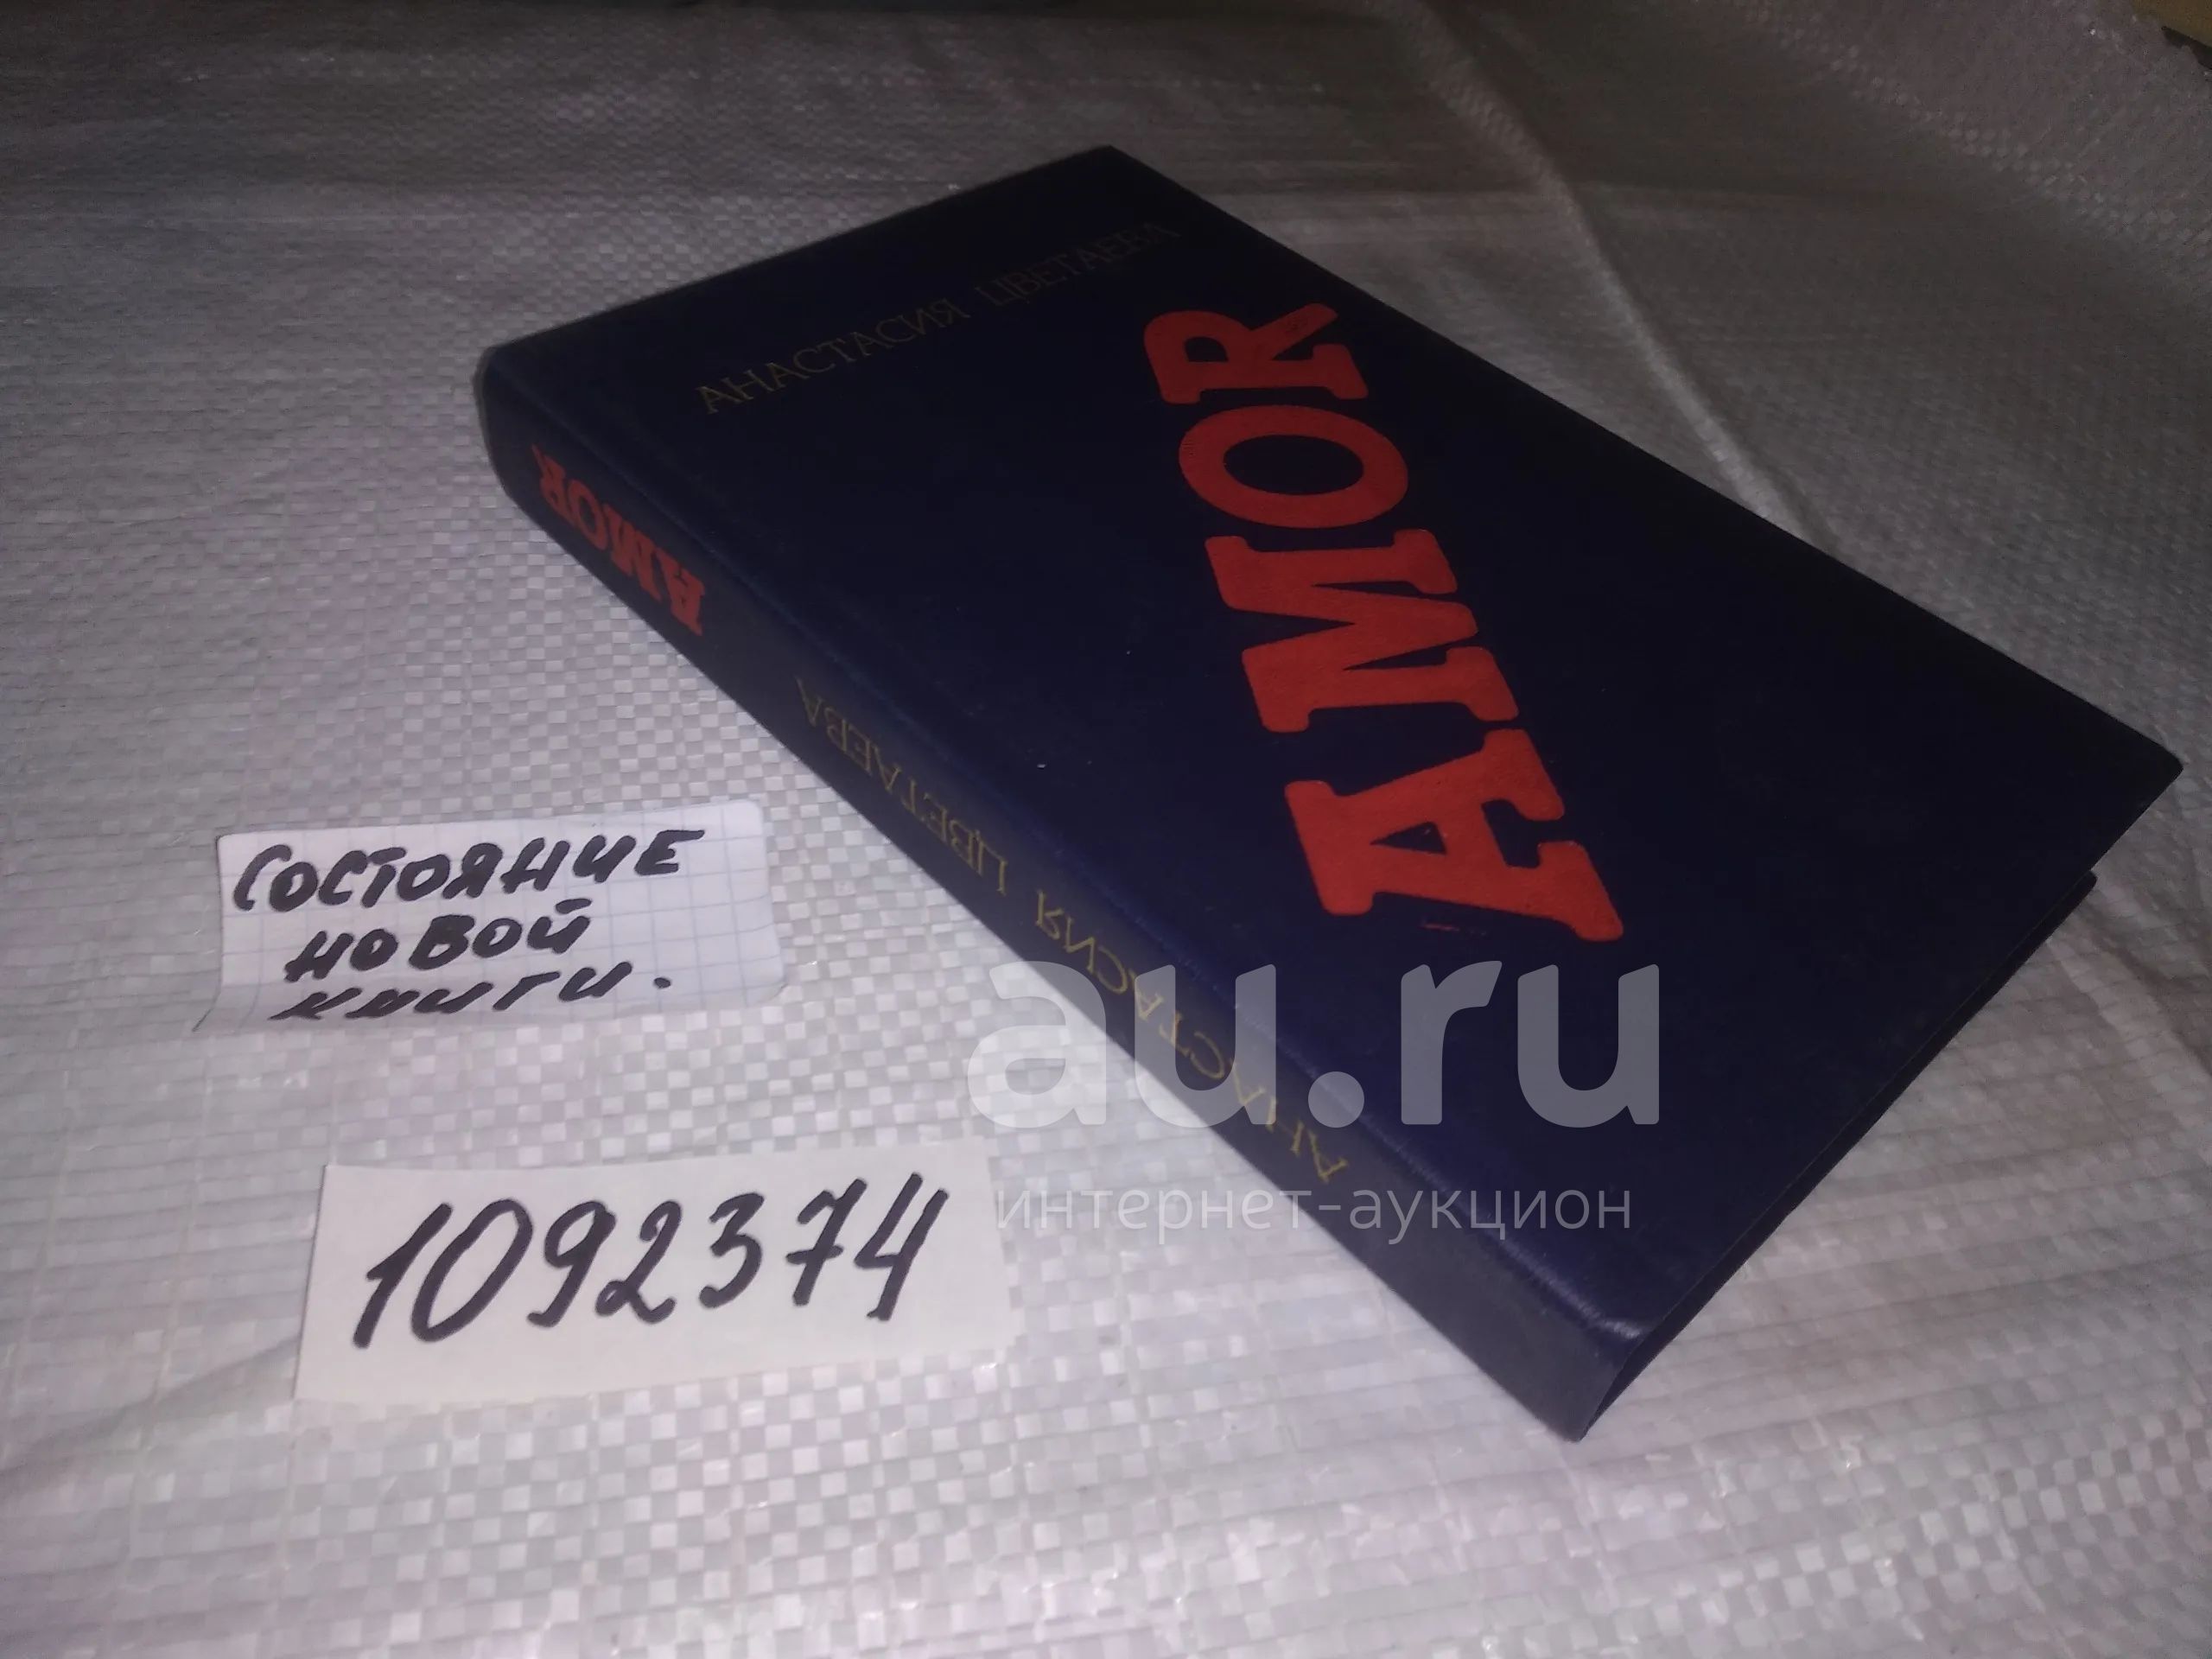 АНАСТАСИЯ ЦВЕТАЕВА
AMOR
AMOR
АНАСТАСИЯ ЦВЕТАЕВА
СОСТОЯНИЕ
НОВОЙ
КНИГИ.
1092374
au.ru
интернет-аукцион